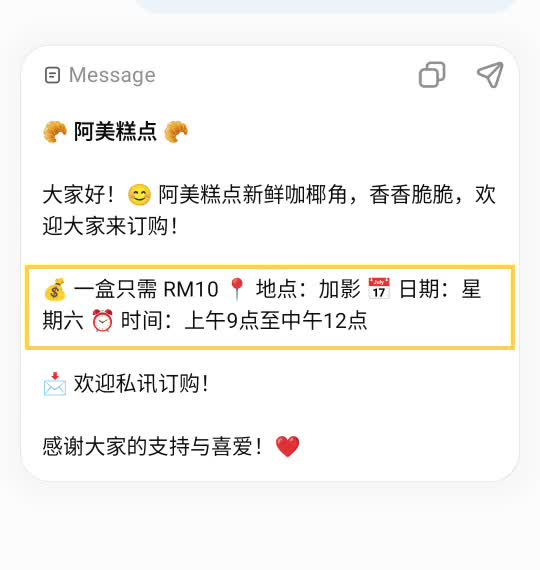 Message
🥐 阿美糕点 🥐
大家好！😊 阿美糕点新鲜咖椰角，香香脆脆，欢
迎大家来订购！
💰 一盒只需 RM10 📍 地点：加影 📅 日期：星
期六 ⏰ 时间：上午9点至中午12点
📩 欢迎私讯订购！
感谢大家的支持与喜爱！❤️